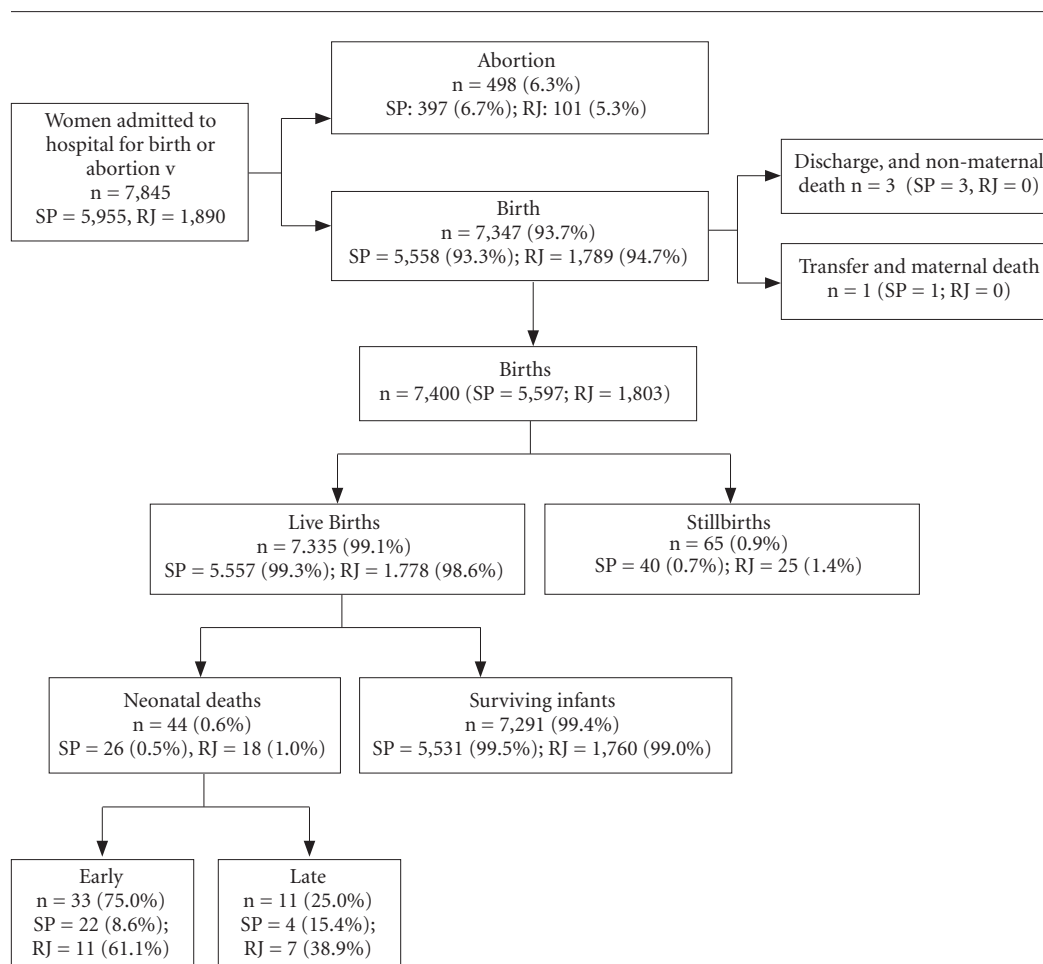 Abortion
n = 498 (6.3%)
SP: 397 (6.7%); RJ: 101 (5.3%)
Women admitted to
hospital for birth or
abortion v
n = 7,845
SP = 5,955, RJ = 1,890
Birth
n = 7,347 (93.7%)
SP = 5,558 (93.3%); RJ = 1,789 (94.7%)
Discharge, and non-maternal
death n = 3 (SP = 3, RJ = 0)
Transfer and maternal death
n = 1 (SP = 1; RJ = 0)
Births
n = 7,400 (SP = 5,597; RJ = 1,803)
Live Births
n = 7.335 (99.1%)
SP = 5.557 (99.3%); RJ = 1.778 (98.6%)
Stillbirths
n = 65 (0.9%)
SP = 40 (0.7%); RJ = 25 (1.4%)
Neonatal deaths
n = 44 (0.6%)
SP = 26 (0.5%), RJ = 18 (1.0%)
Surviving infants
n = 7,291 (99.4%)
SP = 5,531 (99.5%); RJ = 1,760 (99.0%)
Early
n = 33 (75.0%)
SP = 22 (8.6%);
RJ = 11 (61.1%)
Late
n = 11 (25.0%)
SP = 4 (15.4%);
RJ = 7 (38.9%)